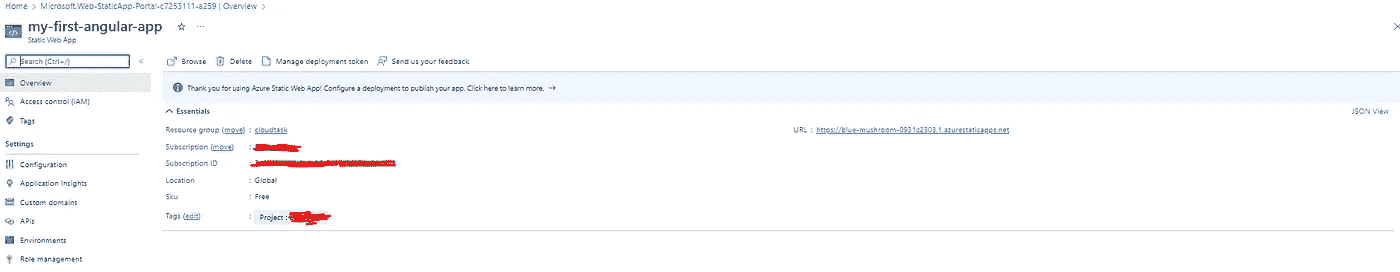 Home > Microsoft.Web-StaticApp-Portal-c7253111-a259 | Overview >
my-first-angular-app ☆ ...
Static Web App
Search (Ctrl+/) «
Browse Delete Manage deployment token Send us your feedback
Overview
Access control (IAM)
Tags
Settings
Configuration
Application Insights
Custom domains
APIs
Environments
Role management
Thank you for using Azure Static Web App! Configure a deployment to publish your app. Click here to learn more. →
Essentials
JSON View
Resource group (move) : cloudtask
Subscription (move) :
Subscription ID :
Location : Global
Sku : Free
Tags (edit) : Project :
URL : https://blue-mushroom-0931c2303.1.azurestaticapps.net